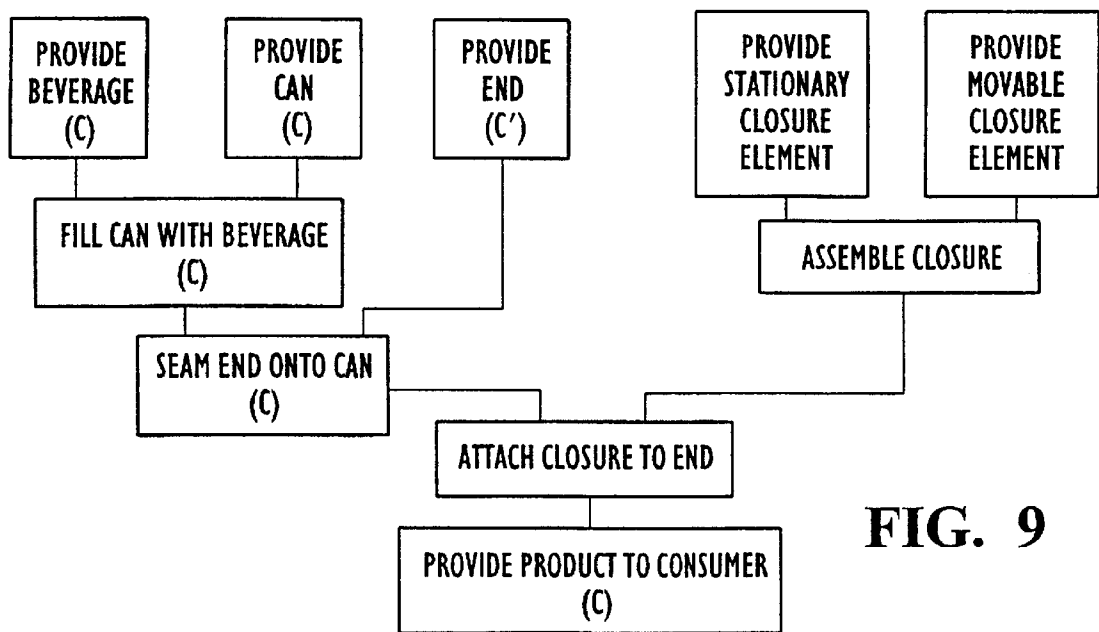 PROVIDE
BEVERAGE
(C)
PROVIDE
CAN
(C)
PROVIDE
END
(C')
PROVIDE
STATIONARY
CLOSURE
ELEMENT
PROVIDE
MOVABLE
CLOSURE
ELEMENT
FILL CAN WITH BEVERAGE
(C)
ASSEMBLE CLOSURE
SEAM END ONTO CAN
(C)
ATTACH CLOSURE TO END
PROVIDE PRODUCT TO CONSUMER
(C)
FIG. 9